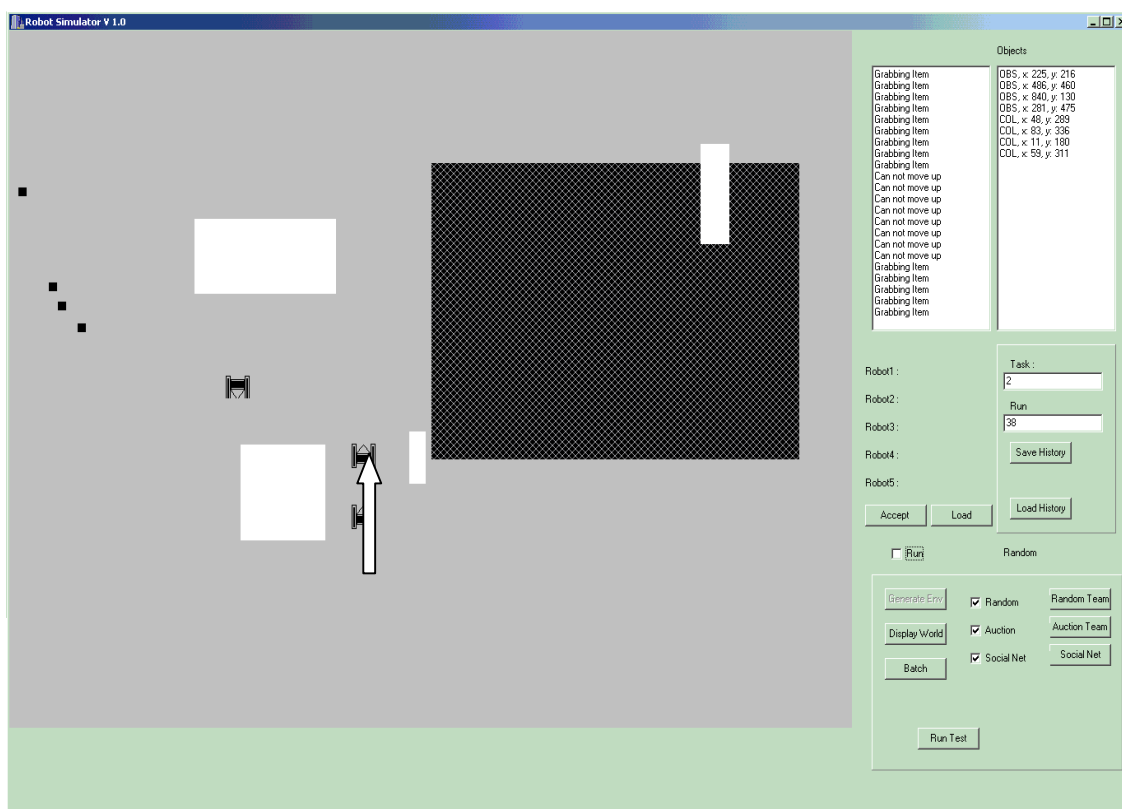 Robot Simulator V 1.0
Objects
Grabbing Item
Grabbing Item
Grabbing Item
Grabbing Item
Grabbing Item
Grabbing Item
Grabbing Item
Grabbing Item
Grabbing Item
Can not move up
Can not move up
Can not move up
Can not move up
Can not move up
Can not move up
Can not move up
Can not move up
Grabbing Item
Grabbing Item
Grabbing Item
Grabbing Item
Grabbing Item
OBS, x: 225, y: 216
OBS, x: 486, y: 460
OBS, x: 840, y: 130
OBS, x: 281, y: 475
COL, x: 48, y: 289
COL, x: 83, y: 336
COL, x: 11, y: 180
COL, x: 59, y: 311
Robot1 :
Robot2 :
Robot3 :
Robot4 :
Robot5 :
Task :
2
Run
38
Save History
Load History
Accept
Load
Run
Random
Generate Env
Random
Random Team
Display World
Auction
Auction Team
Batch
Social Net
Social Net
Run Test